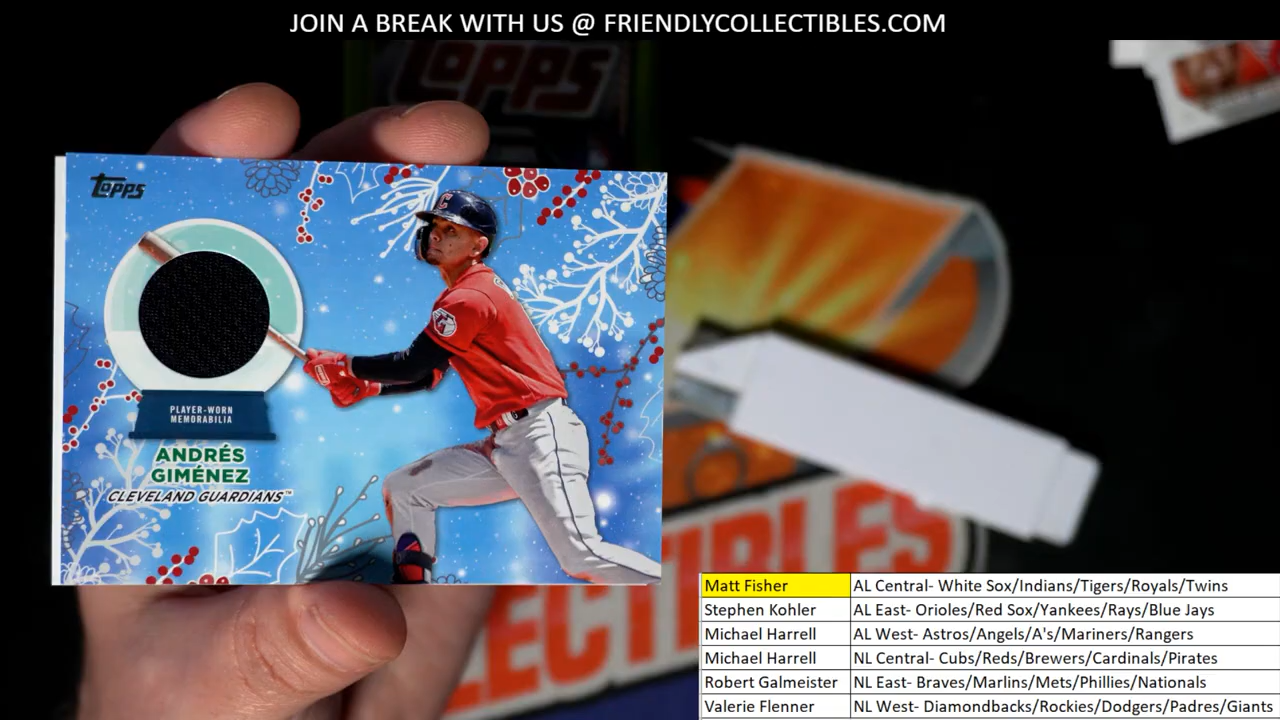 JOIN A BREAK WITH US @ FRIENDLYCOLLECTIBLES.COM
TOPPS
TOPPS
C
PLAYER-WORN
MEMORABILIA
ANDRÉS
GIMÉNEZ
CLEVELAND GUARDIANS™
ECTIBLES
Matt Fisher AL Central- White Sox/Indians/Tigers/Royals/Twins
Stephen Kohler AL East- Orioles/Red Sox/Yankees/Rays/Blue Jays
Michael Harrell AL West- Astros/Angels/A's/Mariners/Rangers
Michael Harrell NL Central- Cubs/Reds/Brewers/Cardinals/Pirates
Robert Galmeister NL East- Braves/Marlins/Mets/Phillies/Nationals
Valerie Flenner NL West- Diamondbacks/Rockies/Dodgers/Padres/Giants